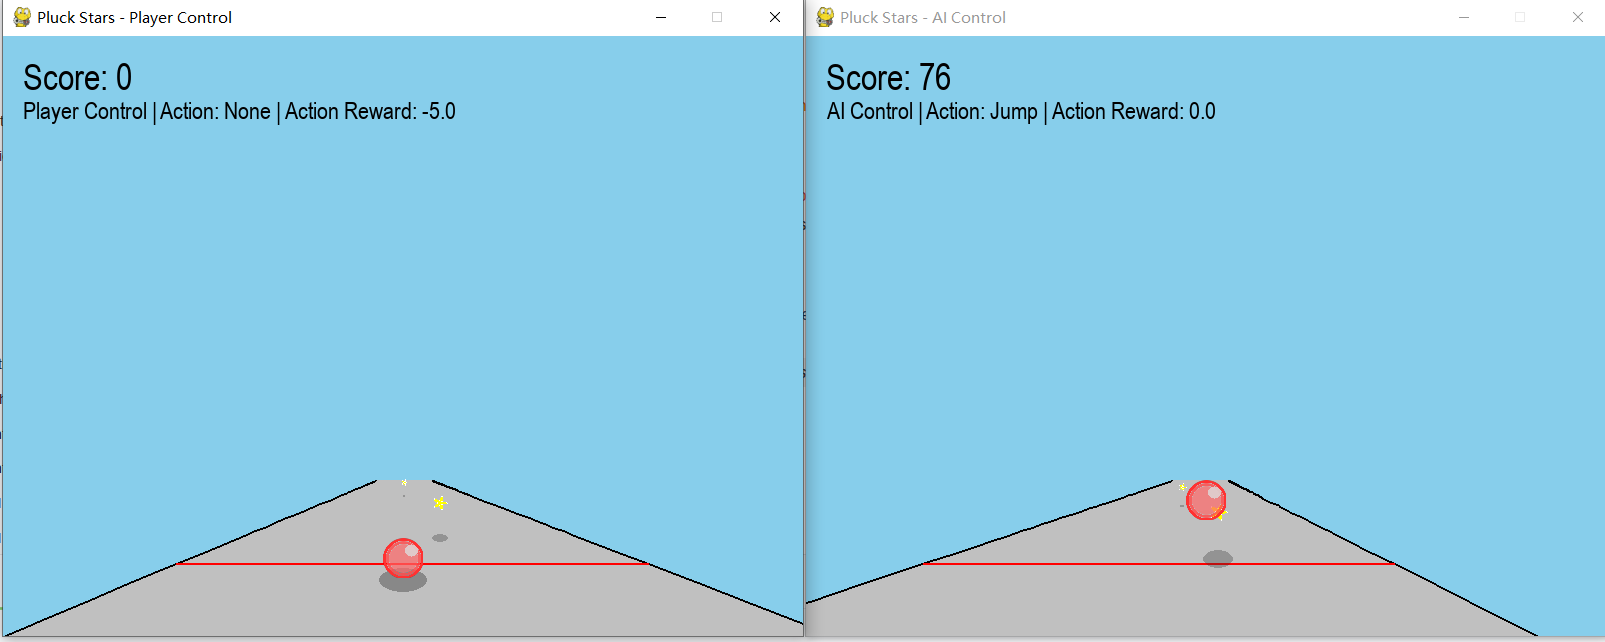 Pluck Stars - Player Control
Score: 0
Player Control | Action: None | Action Reward: -5.0
Pluck Stars - AI Control
Score: 76
AI Control | Action: Jump | Action Reward: 0.0